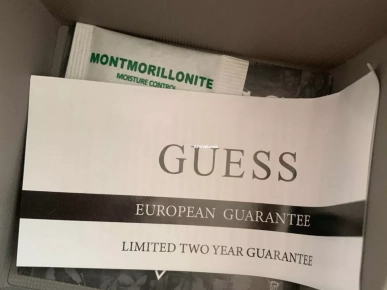 MONTMORILLONITE
MOISTURE CONTROL
GUESS
EUROPEAN GUARANTEE
LIMITED TWO YEAR GUARANTEE